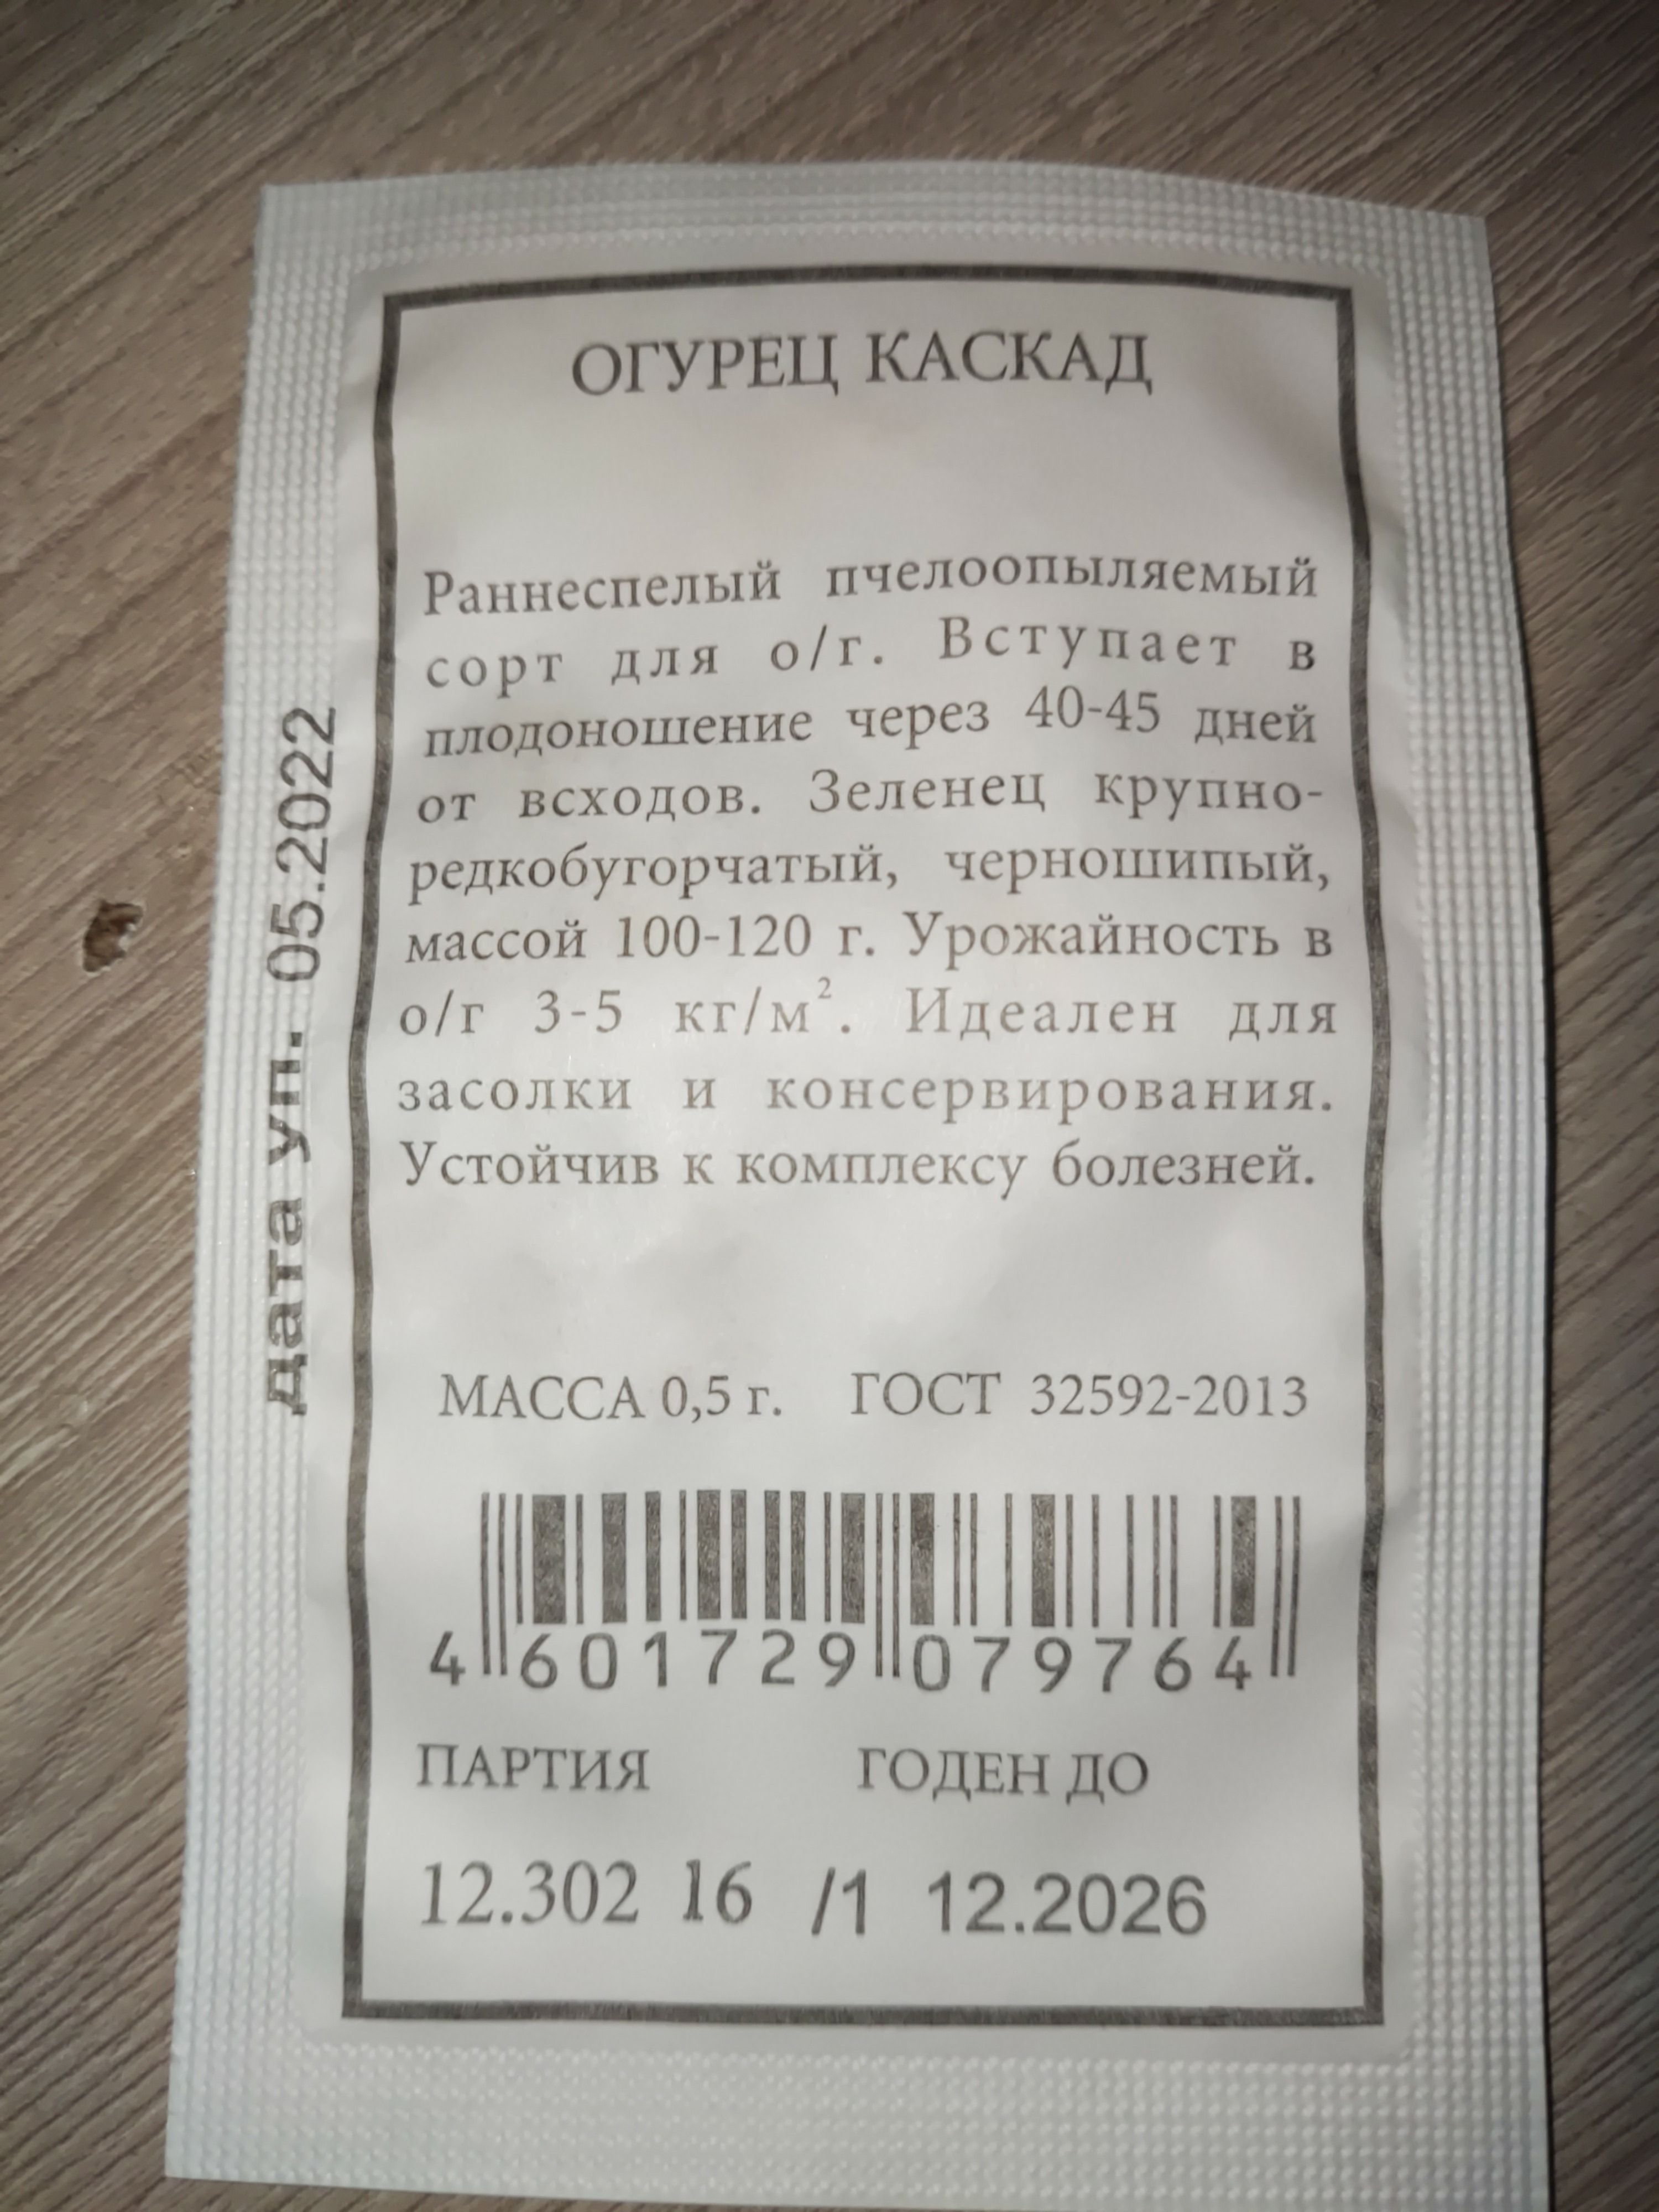 ОГУРЕЦ КАСКАД
Раннеспелый пчелоопыляемый
сорт для о/г. Вступает в
плодоношение через 40-45 дней
от всходов. Зеленец крупно-
редкобугорчатый, черношипый,
массой 100-120 г. Урожайность в
о/г 3-5 кг/м². Идеален для
засолки и консервирования.
Устойчив к комплексу болезней.
МАССА 0,5 г. ГОСТ 32592-2013
4 601729 079764
ПАРТИЯ ГОДЕН ДО
12.302 16 /1 12.2026
дата уп. 05.2022